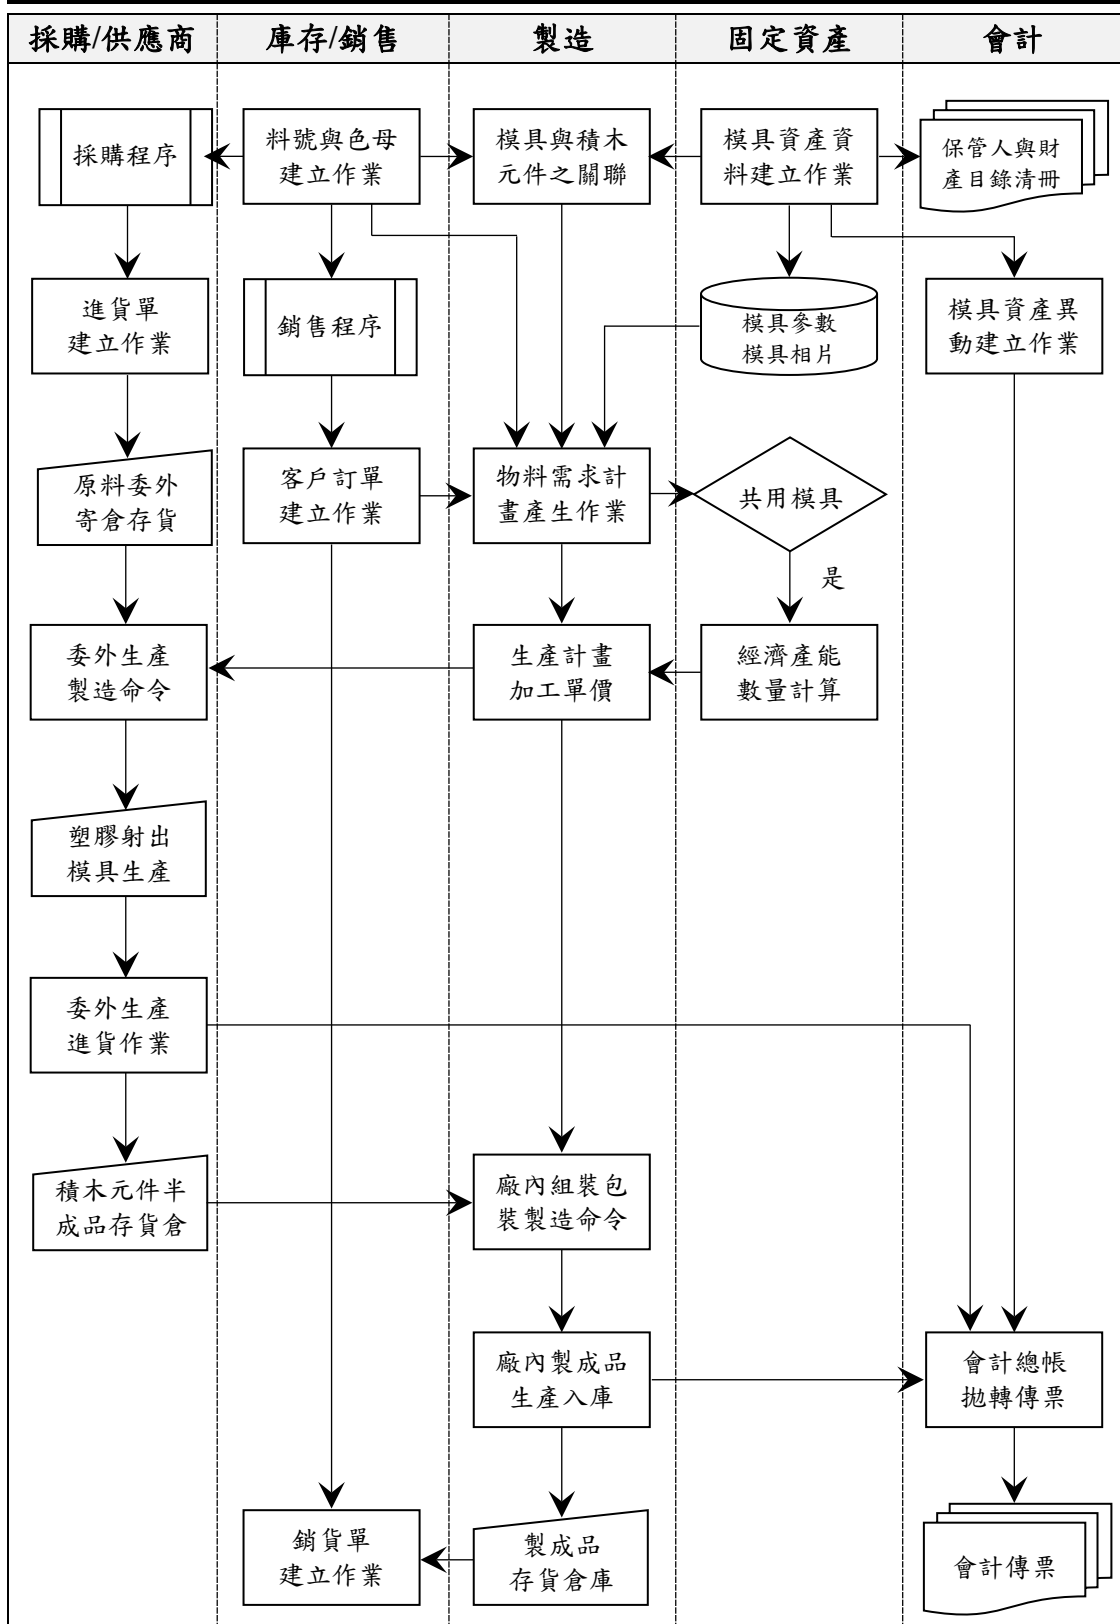 採購/供應商
庫存/銷售
製造
固定資產
會計
採購程序
料號與色母
建立作業
模具與積木
元件之關聯
模具資產資
料建立作業
保管人與財
產目錄清冊
進貨單
建立作業
銷售程序
模具參數
模具相片
模具資產異
動建立作業
原料委外
寄倉存貨
客戶訂單
建立作業
物料需求計
畫產生作業
共用模具
是
委外生產
製造命令
生產計畫
加工單價
經濟產能
數量計算
塑膠射出
模具生產
委外生產
進貨作業
積木元件半
成品存貨倉
廠內組裝包
裝製造命令
廠內製成品
生產入庫
會計總帳
拋轉傳票
銷貨單
建立作業
製成品
存貨倉庫
會計傳票